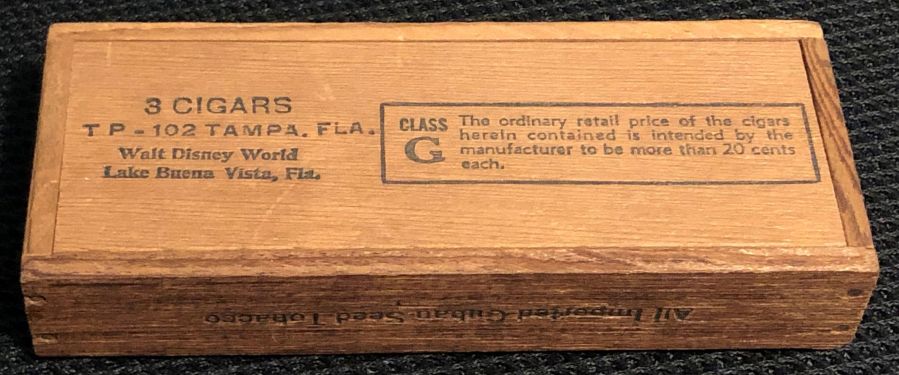 3 CIGARS
TP-102 TAMPA, FLA.
Walt Disney World
Lake Buena Vista, Fla.
CLASS
G
The ordinary retail price of the cigars
herein contained is intended by the
manufacturer to be more than 20 cents
each.
All Imported Cuban Seed Tobacco